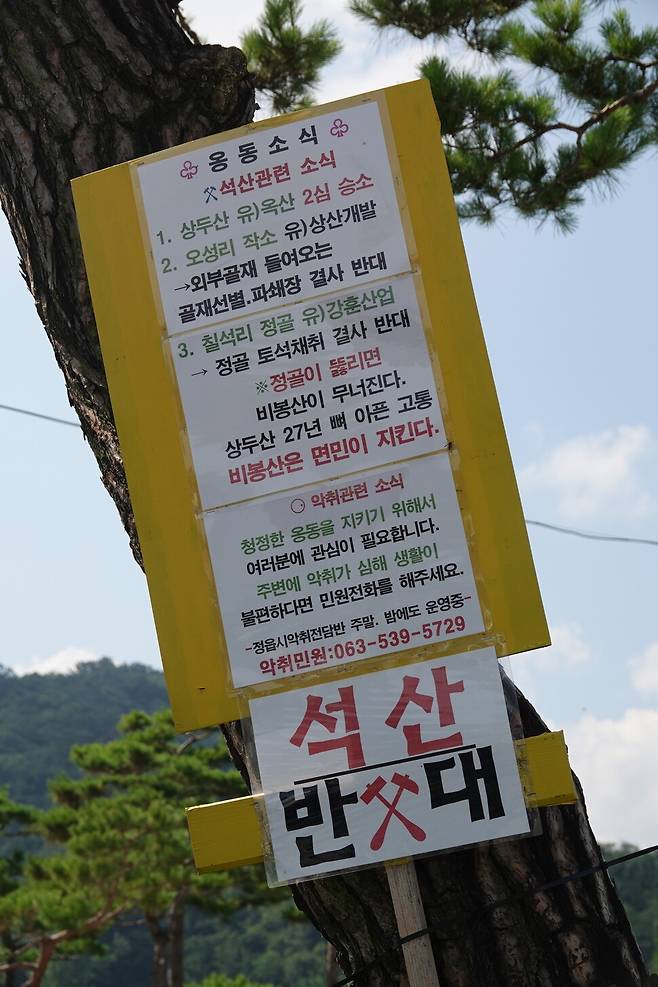 옹동소식
석산관련 소식
1. 상두산 유)옥산 2심 승소
2. 오성리 작소 유)상산개발
→외부골재 들여오는
골재선별.파쇄장 결사 반대
3. 칠석리 정골 유)강훈산업
→ 정골 토석채취 결사 반대
※정골이 뚫리면
비봉산이 무너진다.
상두산 27년 뼈 아픈 고통
비봉산은 면민이 지킨다.
악취관련 소식
청정한 옹동을 지키기 위해서
여러분에 관심이 필요합니다.
주변에 악취가 심해 생활이
불편하다면 민원전화를 해주세요.
-정읍시악취전담반 주말. 밤에도 운영중-
악취민원:063-539-5729
석산
반대